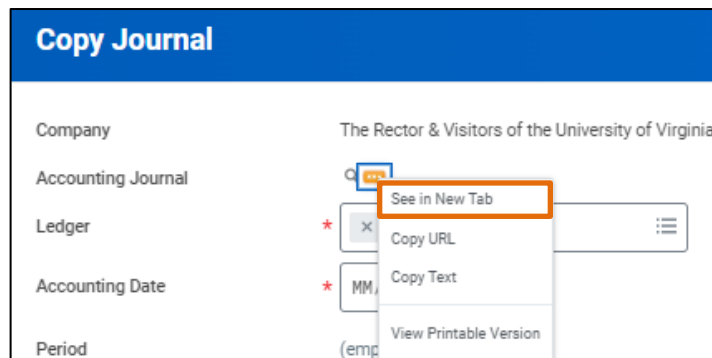 Copy Journal
Company The Rector & Visitors of the University of Virginia
Accounting Journal
See in New Tab
Ledger *
Copy URL
Accounting Date * MM
Copy Text
View Printable Version
Period (emp